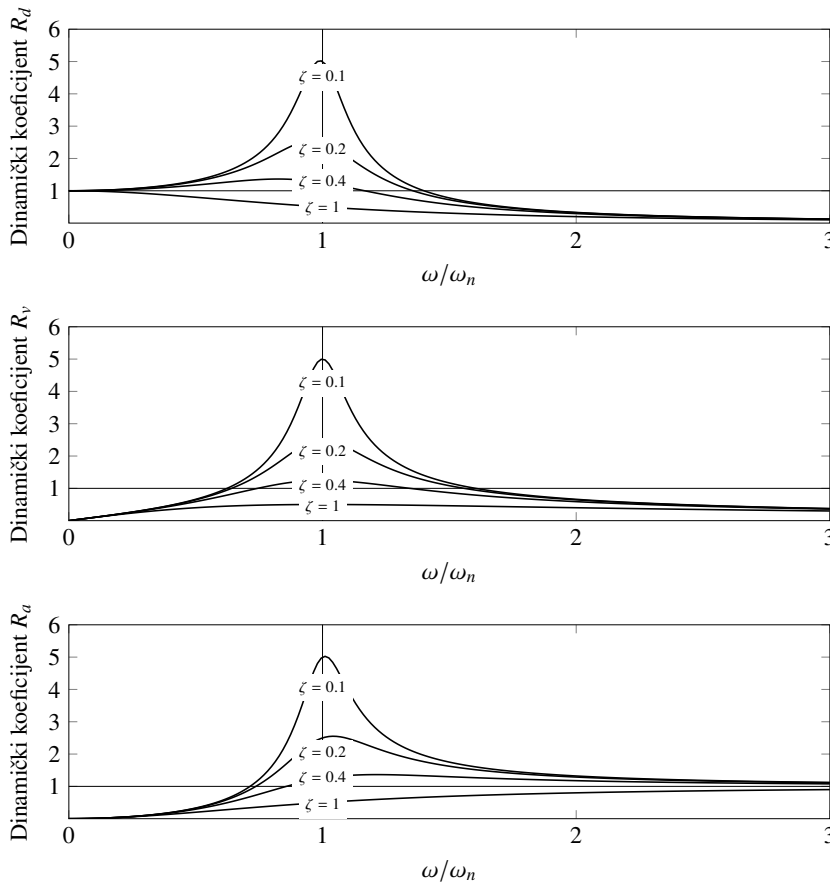 Dinamički koeficijent R_d
6
5
4
3
2
1
ζ = 0.1
ζ = 0.2
ζ = 0.4
ζ = 1
0 1 2 3
ω/ω_n
Dinamički koeficijent R_v
6
5
4
3
2
1
ζ = 0.1
ζ = 0.2
ζ = 0.4
ζ = 1
0 1 2 3
ω/ω_n
Dinamički koeficijent R_a
6
5
4
3
2
1
ζ = 0.1
ζ = 0.2
ζ = 0.4
ζ = 1
0 1 2 3
ω/ω_n